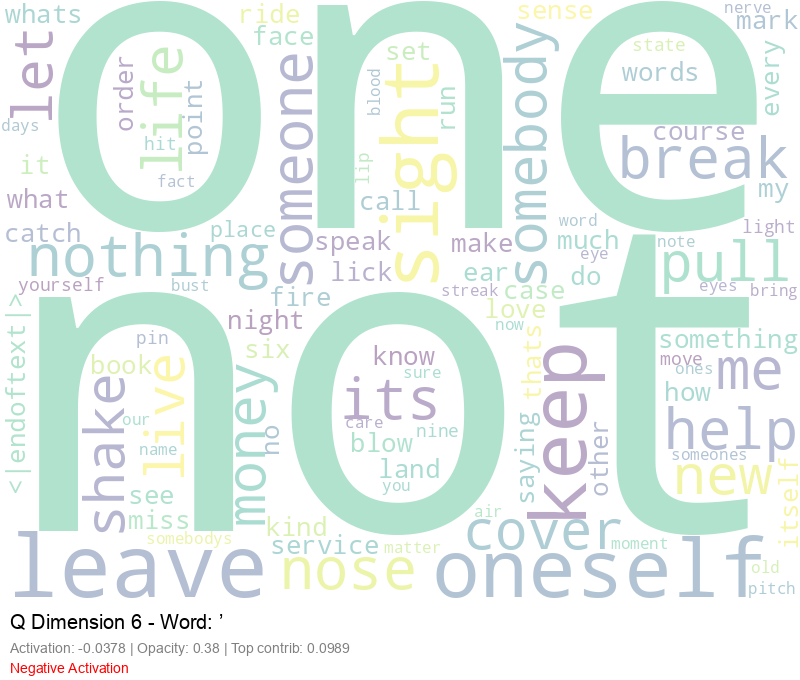 whats
ride
sense
nerve
mark
let
one
life
face
set
state
words
every
order
point
blood
someone
sight
run
somebody
course
days
hit
break
it
fact
lip
my
what
call
word
light
catch
place
nothing
speak
make
much
eye
note
pull
lick
ear
do
yourself
bust
fire
streak
case
eyes
bring
love
now
not
night
pin
six
know
something
book
sure
thats
move
ones
me
how
<|endoftext|>
shake
live
its
keep
our
money
no
care
nine
blow
help
name
saying
other
someones
land
new
itself
see
you
miss
air
kind
somebodys
cover
moment
service
matter
leave
nose
oneself
old
pitch
Q Dimension 6 - Word: ’
Activation: -0.0378 | Opacity: 0.38 | Top contrib: 0.0989
Negative Activation